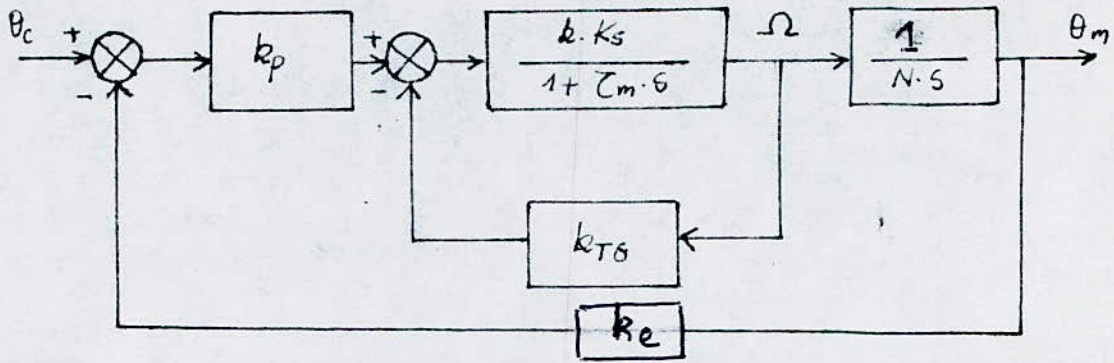 θc + - kp + - k·Ks Ω 1 θm
1 + τm·s N·s
kTG
ke